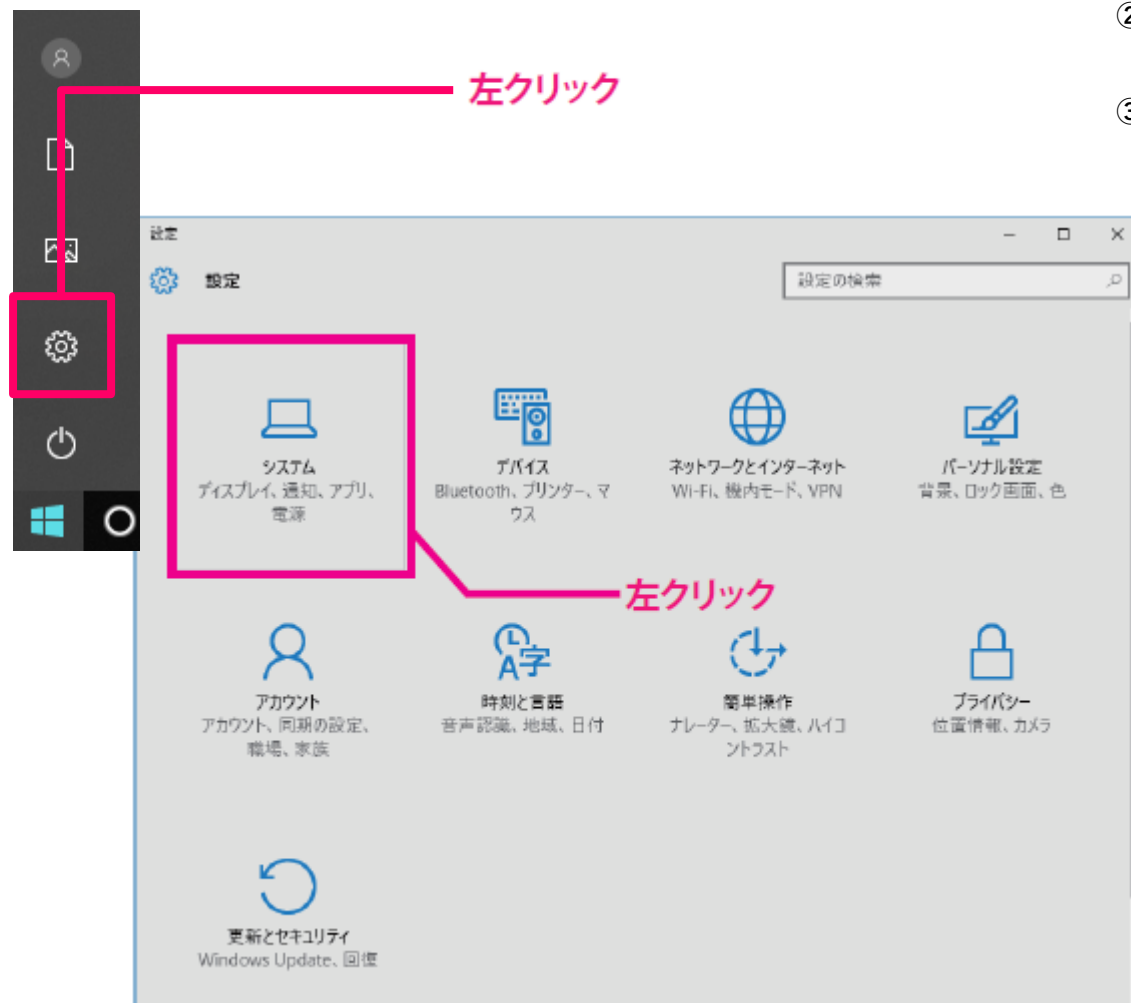 ②
左クリック
③
設定
設定
設定の検索
システム
ディスプレイ、通知、アプリ、
電源
デバイス
Bluetooth、プリンター、マ
ウス
ネットワークとインターネット
Wi-Fi、機内モード、VPN
パーソナル設定
背景、ロック画面、色
左クリック
アカウント
アカウント、同期の設定、
職場、家族
時刻と言語
音声認識、地域、日付
簡単操作
ナレーター、拡大鏡、ハイコ
ントラスト
プライバシー
位置情報、カメラ
更新とセキュリティ
Windows Update、回復